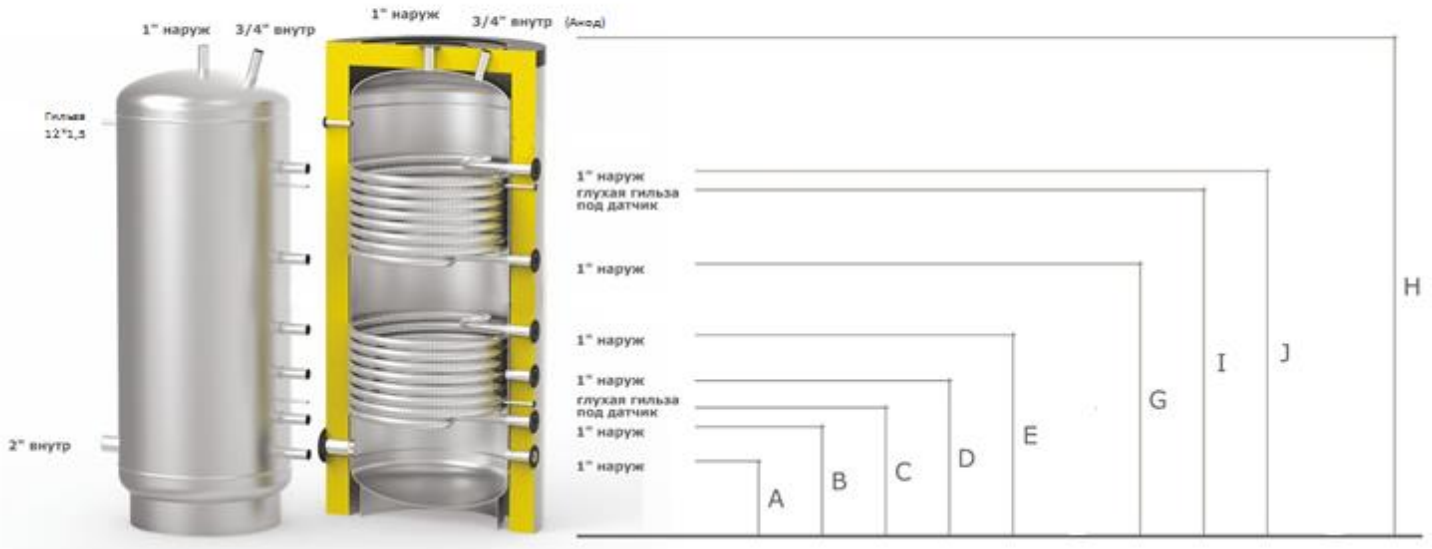 1" наруж
3/4" внутр
1" наруж
3/4" внутр (Анод)
Гильза
12*1,5
2" внутр
1" наруж
глухая гильза
под датчик
1" наруж
1" наруж
1" наруж
глухая гильза
под датчик
1" наруж
1" наруж
A
B
C
D
E
G
I
J
H